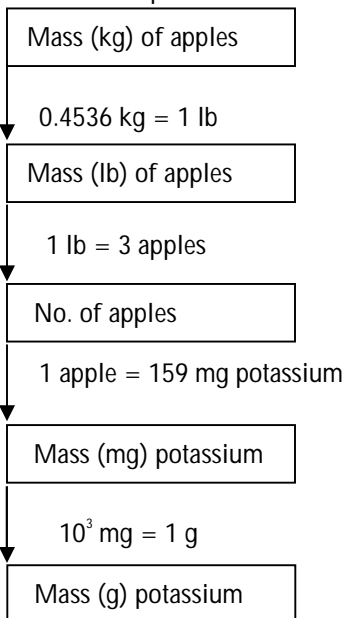 Mass (kg) of apples
0.4536 kg = 1 lb
Mass (lb) of apples
1 lb = 3 apples
No. of apples
1 apple = 159 mg potassium
Mass (mg) potassium
10³ mg = 1 g
Mass (g) potassium